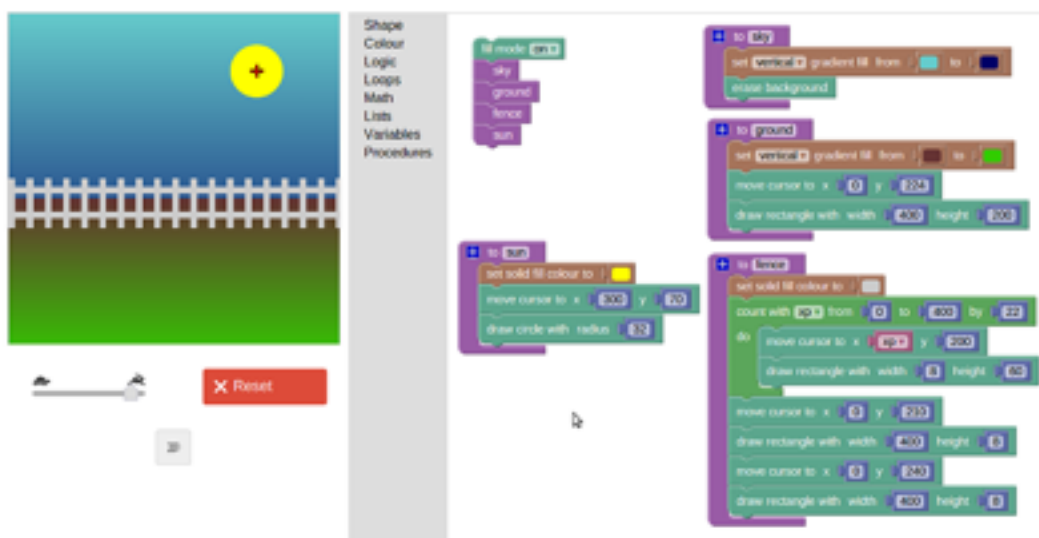 Shape
Colour
Logic
Loops
Math
Lists
Variables
Procedures
Reset
fill mode on
sky
ground
fence
sun
to sun
set solid fill colour to
move cursor to x 300 y 70
draw circle with radius 32
to sky
set vertical gradient fill from to
erase background
to ground
set vertical gradient fill from to
move cursor to x 0 y 224
draw rectangle with width 400 height 200
to fence
set solid fill colour to
count with xp from 0 to 400 by 22
do
move cursor to x xp y 200
draw rectangle with width 8 height 60
move cursor to x 0 y 210
draw rectangle with width 400 height 8
move cursor to x 0 y 240
draw rectangle with width 400 height 8